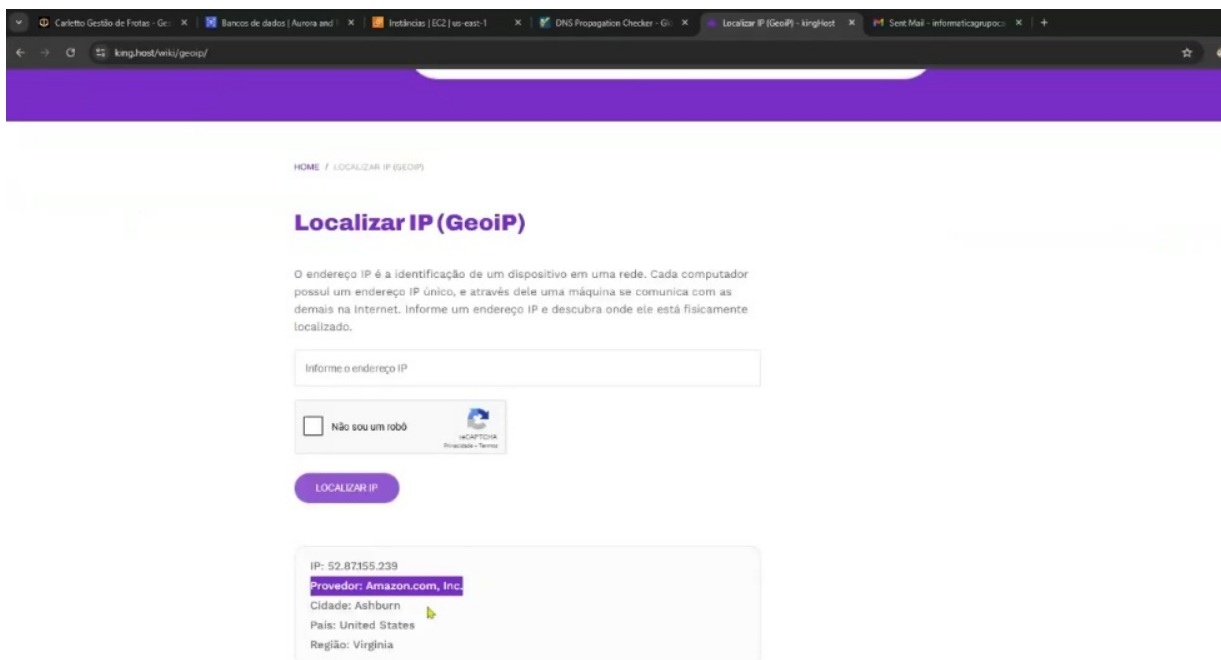 Carletto Gestão de Frotas - Ge
Bancos de dados | Aurora and
Instâncias | EC2 | us-east-1
DNS Propagation Checker - Glo
Localizar IP (GeoiP) - kingHost
Sent Mail - informaticagrupoc
king.host/wiki/geoip/
HOME / LOCALIZAR IP (GEOIP)
Localizar IP (GeoiP)
O endereço IP é a identificação de um dispositivo em uma rede. Cada computador
possui um endereço IP único, e através dele uma máquina se comunica com as
demais na Internet. Informe um endereço IP e descubra onde ele está fisicamente
localizado.
Informe o endereço IP
Não sou um robô
reCAPTCHA
Privacidade - Termos
LOCALIZAR IP
IP: 52.87.155.239
Provedor: Amazon.com, Inc.
Cidade: Ashburn
País: United States
Região: Virginia